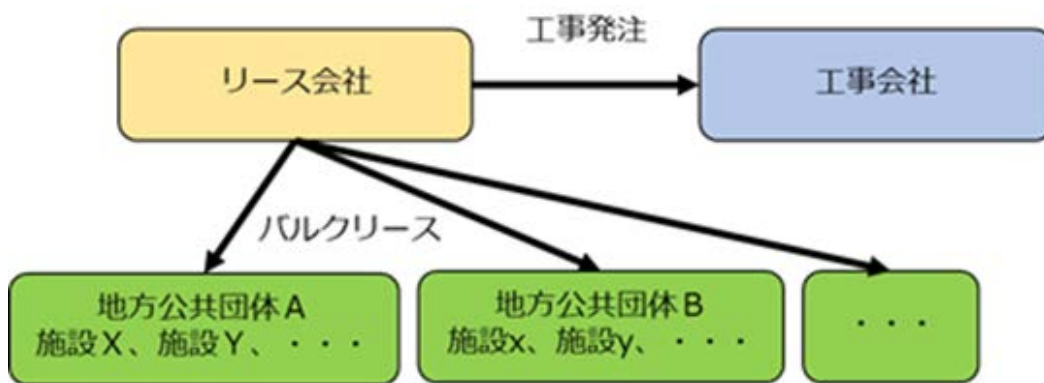 工事発注
リース会社
工事会社
バルクリース
地方公共団体A
施設X、施設Y、・・・
地方公共団体B
施設x、施設y、・・・
・・・